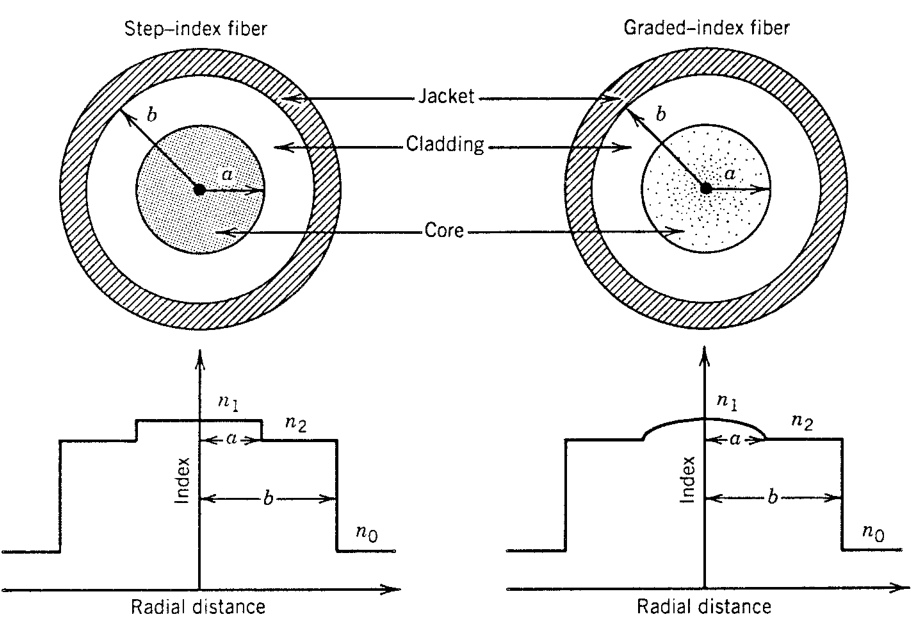 Step–index fiber
Graded–index fiber
Jacket
b
b
Cladding
a
a
Core
n1
n2
a
Index
b
n0
Radial distance
n1
n2
a
Index
b
n0
Radial distance